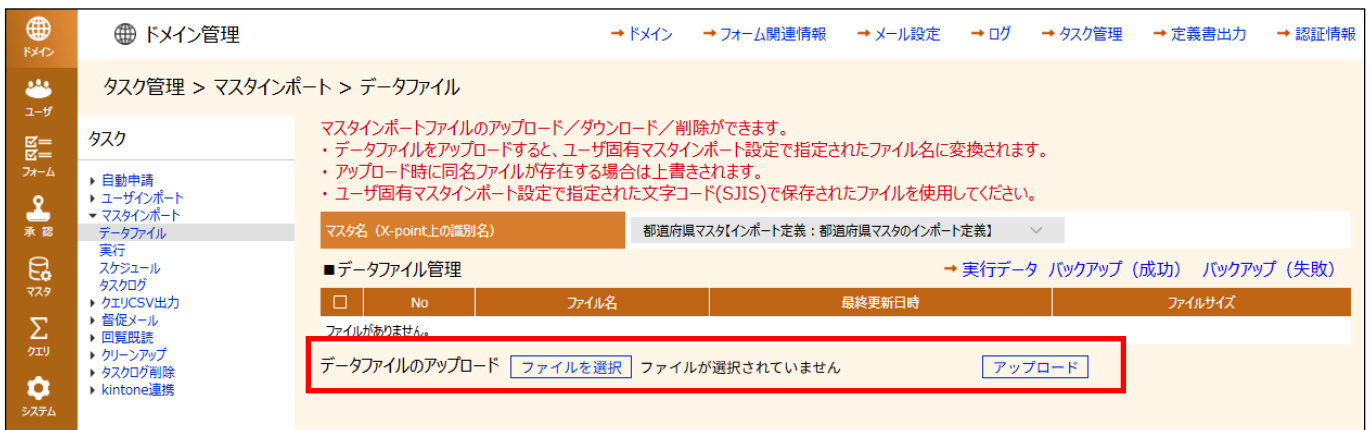 ドメイン
ユーザ
フォーム
承 認
マスタ
クエリ
システム
ドメイン管理
→ ドメイン → フォーム関連情報 → メール設定 → ログ → タスク管理 → 定義書出力 → 認証情報
タスク管理 > マスタインポート > データファイル
タスク
自動申請
ユーザインポート
マスタインポート
データファイル
実行
スケジュール
タスクログ
クエリCSV出力
督促メール
回覧既読
クリーンアップ
タスクログ削除
kintone連携
マスタインポートファイルのアップロード／ダウンロード／削除ができます。
・データファイルをアップロードすると、ユーザ固有マスタインポート設定で指定されたファイル名に変換されます。
・アップロード時に同名ファイルが存在する場合は上書きされます。
・ユーザ固有マスタインポート設定で指定された文字コード(SJIS)で保存されたファイルを使用してください。
マスタ名（X-point上の識別名） 都道府県マスタ【インポート定義：都道府県マスタのインポート定義】
■データファイル管理 → 実行データ バックアップ（成功） バックアップ（失敗）
No ファイル名 最終更新日時 ファイルサイズ
ファイルがありません。
データファイルのアップロード ファイルを選択 ファイルが選択されていません アップロード